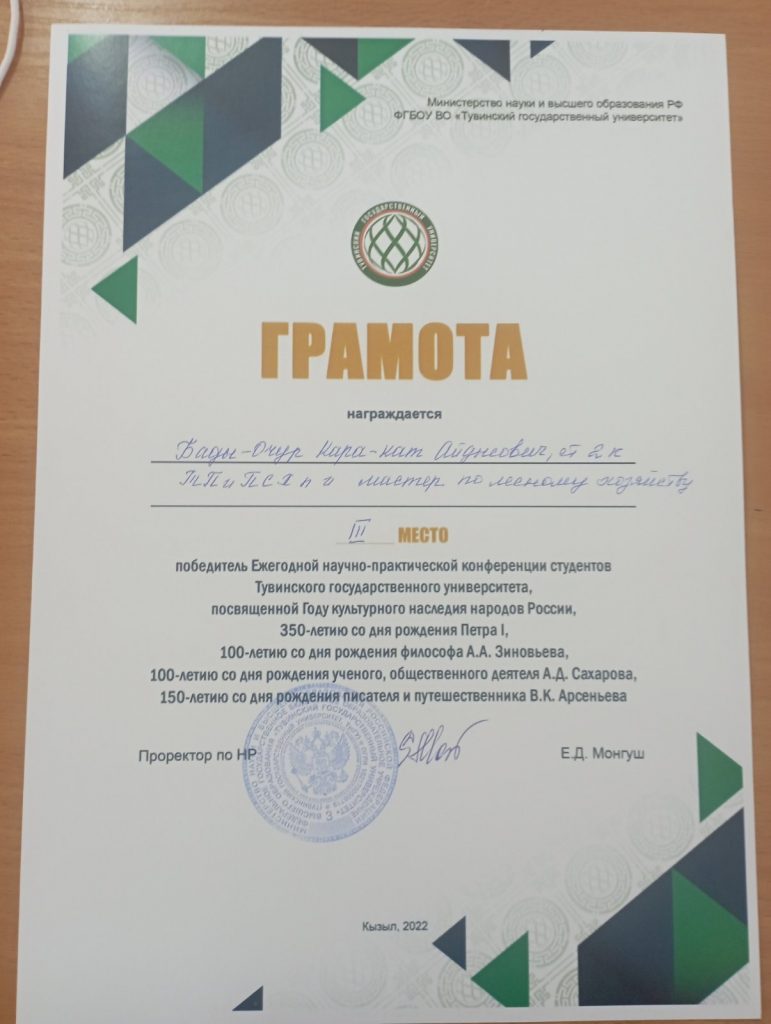 Министерство науки и высшего образования РФ
ФГБОУ ВО «Тувинский государственный университет»
ТУВИНСКИЙ ГОСУДАРСТВЕННЫЙ УНИВЕРСИТЕТ
ГРАМОТА
награждается
Бады-Очур Кара-кат, ст 2 к
мастер по лесному хозяйству
III МЕСТО
победитель Ежегодной научно-практической конференции студентов
Тувинского государственного университета,
посвященной Году культурного наследия народов России,
350-летию со дня рождения Петра I,
100-летию со дня рождения философа А.А. Зиновьева,
100-летию со дня рождения ученого, общественного деятеля А.Д. Сахарова,
150-летию со дня рождения писателя и путешественника В.К. Арсеньева
Проректор по НР
Е.Д. Монгуш
Кызыл, 2022